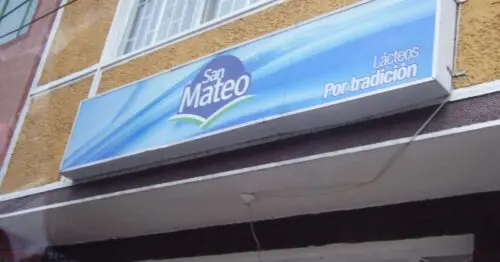 San
Mateo
Lácteos
Por tradición